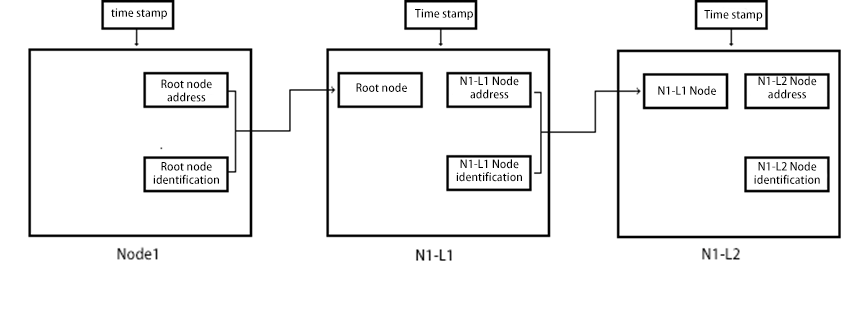 time stamp
Time stamp
Time stamp
Root node
address
Root node
identification
Root node
N1-L1 Node
address
N1-L1 Node
identification
N1-L1 Node
N1-L2 Node
address
N1-L2 Node
identification
Node1
N1-L1
N1-L2